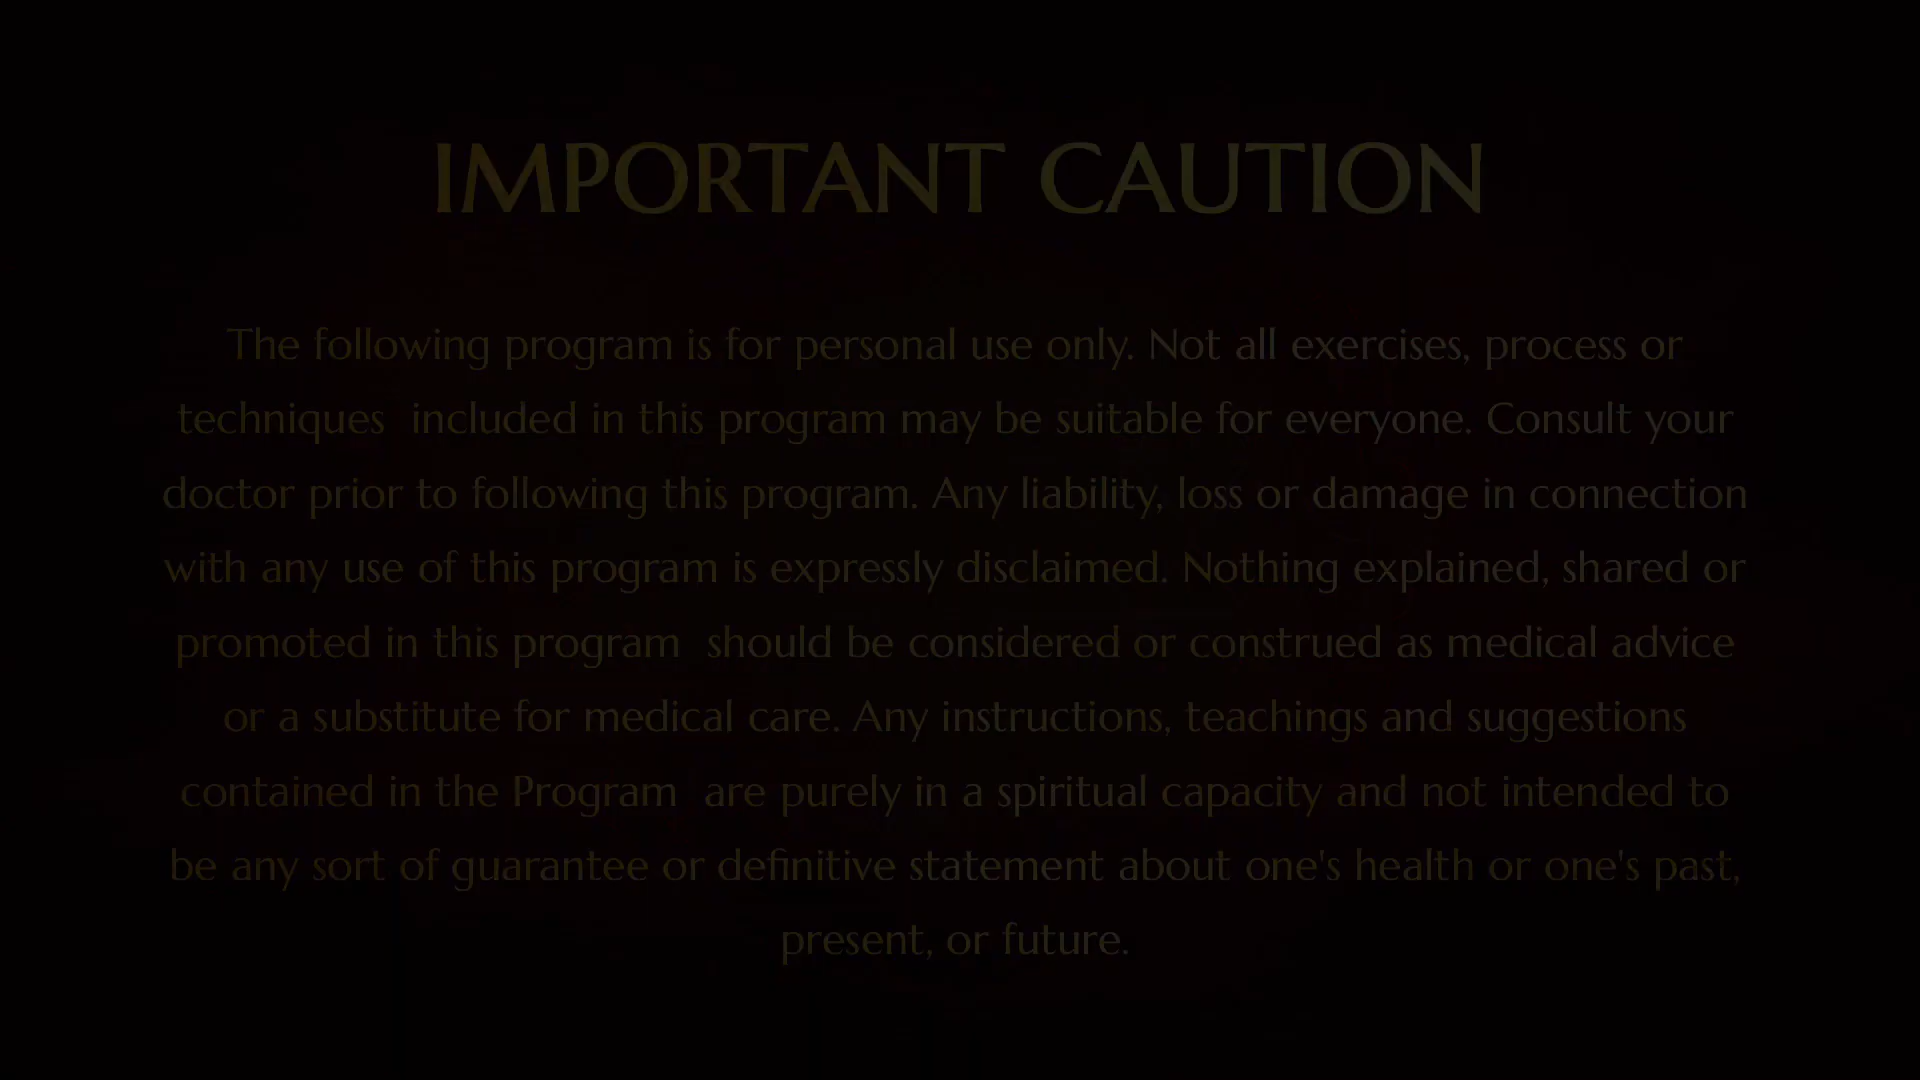 IMPORTANT CAUTION
The following program is for personal use only. Not all exercises, process or
techniques  included in this program may be suitable for everyone. Consult your
doctor prior to following this program. Any liability, loss or damage in connection
with any use of this program is expressly disclaimed. Nothing explained, shared or
promoted in this program  should be considered or construed as medical advice
or a substitute for medical care. Any instructions, teachings and suggestions
contained in the Program  are purely in a spiritual capacity and not intended to
be any sort of guarantee or definitive statement about one's health or one's past,
present, or future.